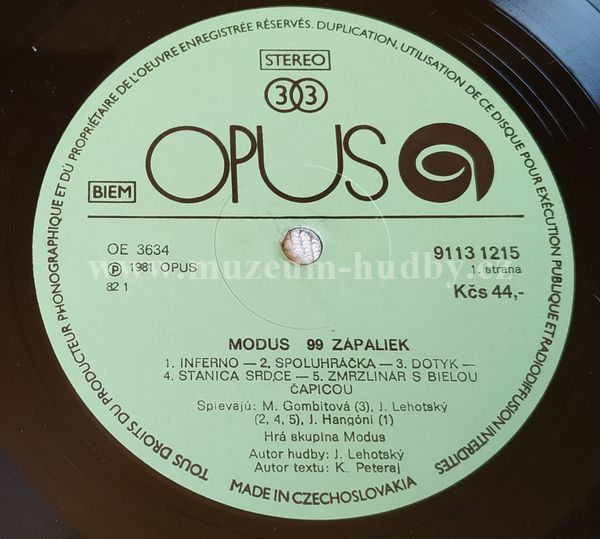 TOUS DROITS DU PRODUCTEUR PHONOGRAPHIQUE ET DU PROPRIÉTAIRE DE L'OEUVRE ENREGISTRÉE RÉSERVÉS. DUPLICATION, UTILISATION DE CE DISQUE POUR EXÉCUTION PUBLIQUE ET RADIODIFFUSION INTERDITES
STEREO
33
OPUS
BIEM
OE 3634
Ⓟ 1981 OPUS
82 1
9113 1215
1. strana
Kčs 44,-
www.muzeum-hudby.cz
MODUS 99 ZÁPALIEK
1. INFERNO — 2. SPOLUHRÁČKA — 3. DOTYK —
4. STANICA SRDCE — 5. ZMRZLINÁR S BIELOU
ČAPICOU
Spievajú: M. Gombitová (3), J. Lehotský
(2, 4, 5), J. Hangóni (1)
Hrá skupina Modus
Autor hudby: J. Lehotský
Autor textu: K. Peteraj
MADE IN CZECHOSLOVAKIA